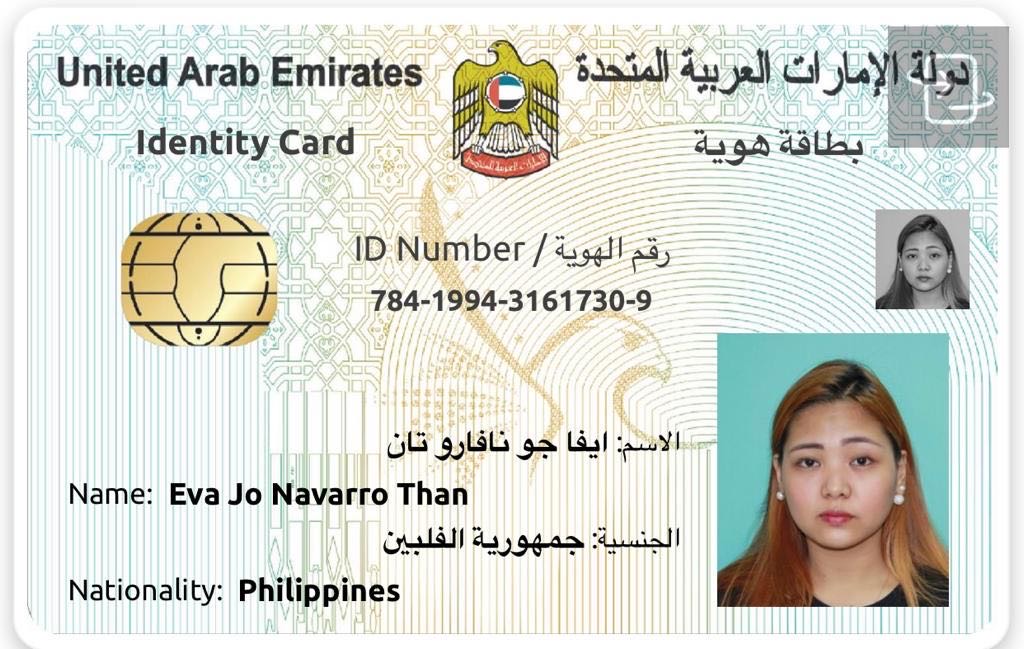 United Arab Emirates
دولة الإمارات العربية المتحدة
Identity Card
بطاقة هوية
ID Number / رقم الهوية
784-1994-3161730-9
الاسم: ايفا جو نافارو تان
Name: Eva Jo Navarro Than
الجنسية: جمهورية الفلبين
Nationality: Philippines